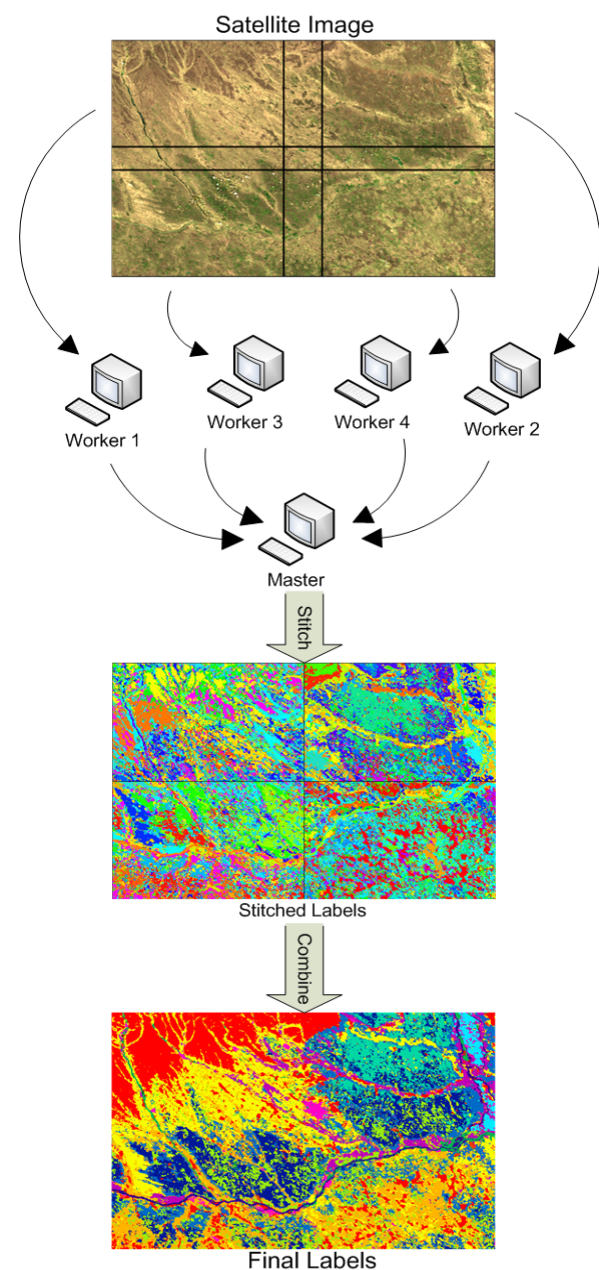 Satellite Image
Worker 1
Worker 3
Worker 4
Worker 2
Master
Stitch
Stitched Labels
Combine
Final Labels